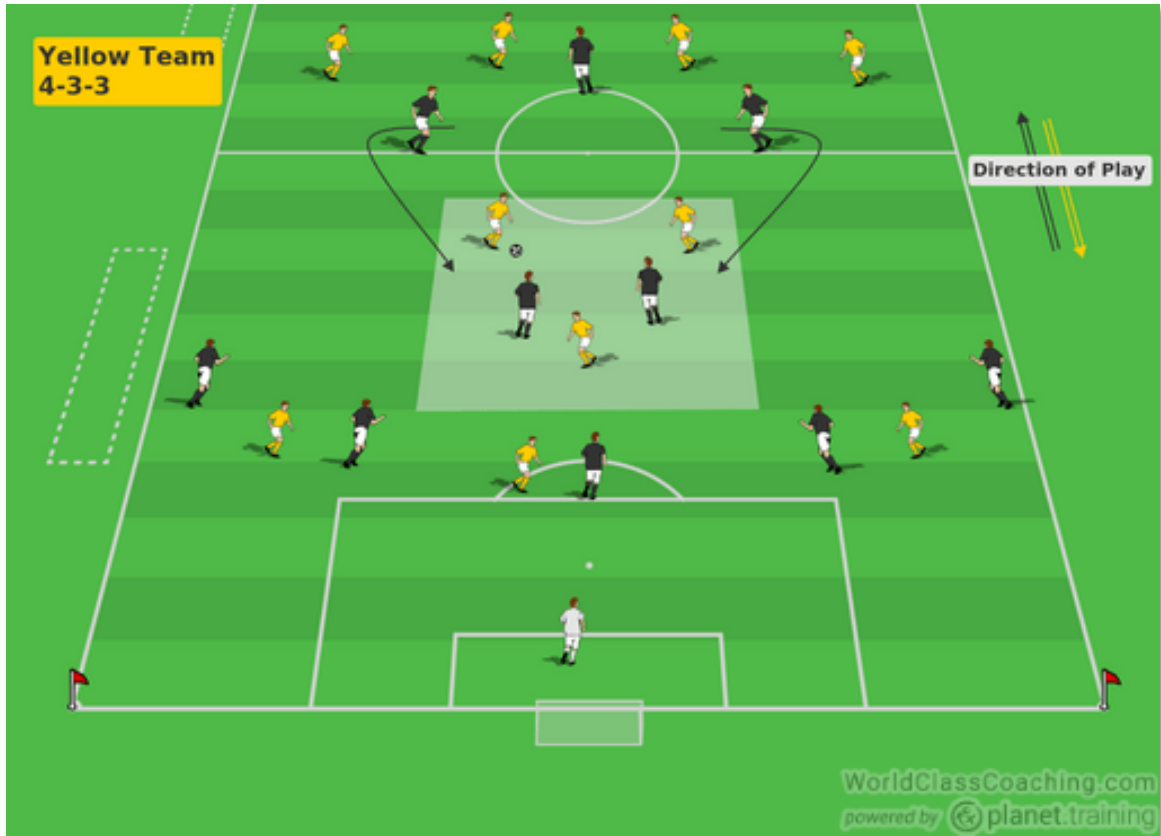 Yellow Team
4-3-3
Direction of Play
WorldClassCoaching.com
powered by planet.training